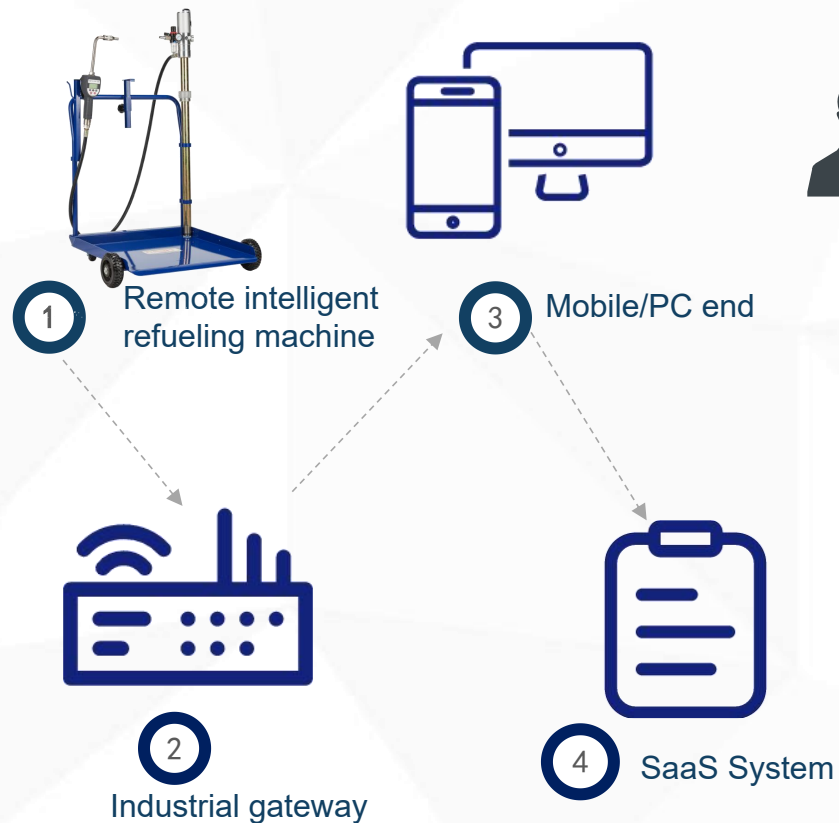 1
Remote intelligent
refueling machine
3
Mobile/PC end
2
Industrial gateway
4
SaaS System